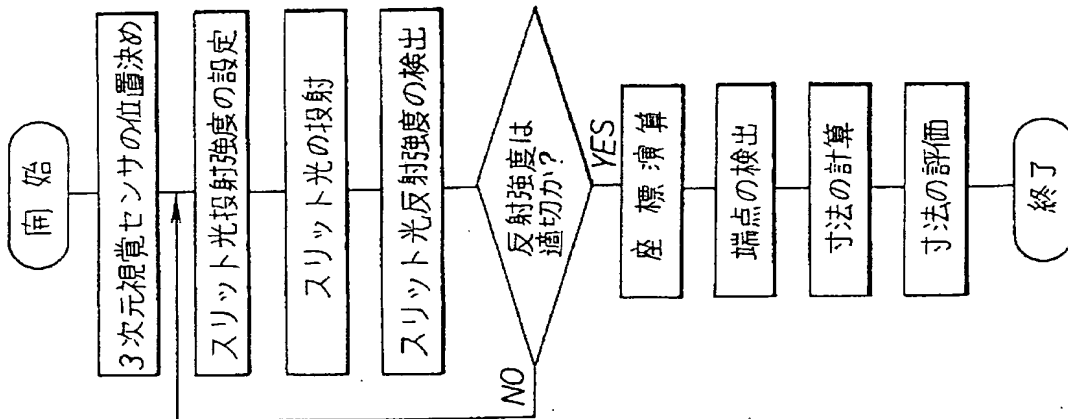 開始
3次元視覚センサの位置決め
スリット光投射強度の設定
スリット光の投射
スリット光反射強度の検出
反射強度は
適切か?
NO
YES
座標演算
端点の検出
寸法の計算
寸法の評価
終了